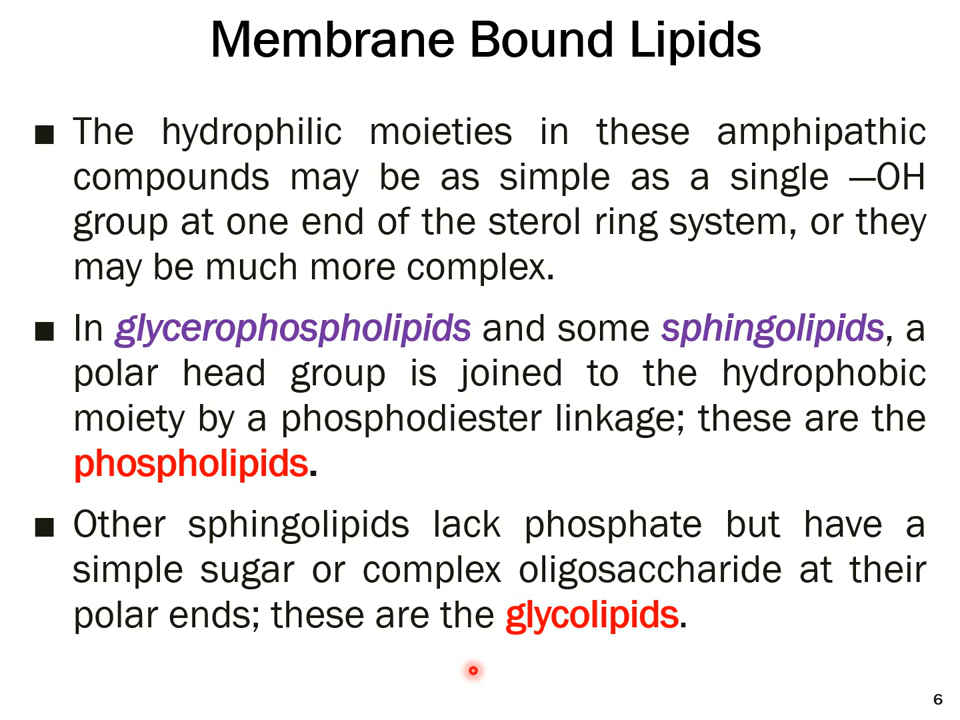 Membrane Bound Lipids
■ The hydrophilic moieties in these amphipathic
compounds may be as simple as a single —OH
group at one end of the sterol ring system, or they
may be much more complex.
■ In glycerophospholipids and some sphingolipids, a
polar head group is joined to the hydrophobic
moiety by a phosphodiester linkage; these are the
phospholipids.
■ Other sphingolipids lack phosphate but have a
simple sugar or complex oligosaccharide at their
polar ends; these are the glycolipids.
6